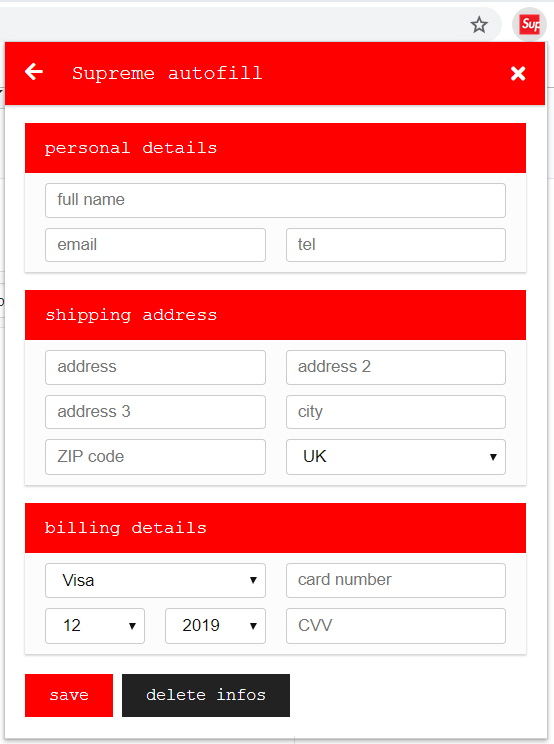 Sup
Supreme autofill
personal details
full name
email tel
shipping address
address address 2
address 3 city
ZIP code UK
billing details
Visa card number
12 2019 CVV
save delete infos